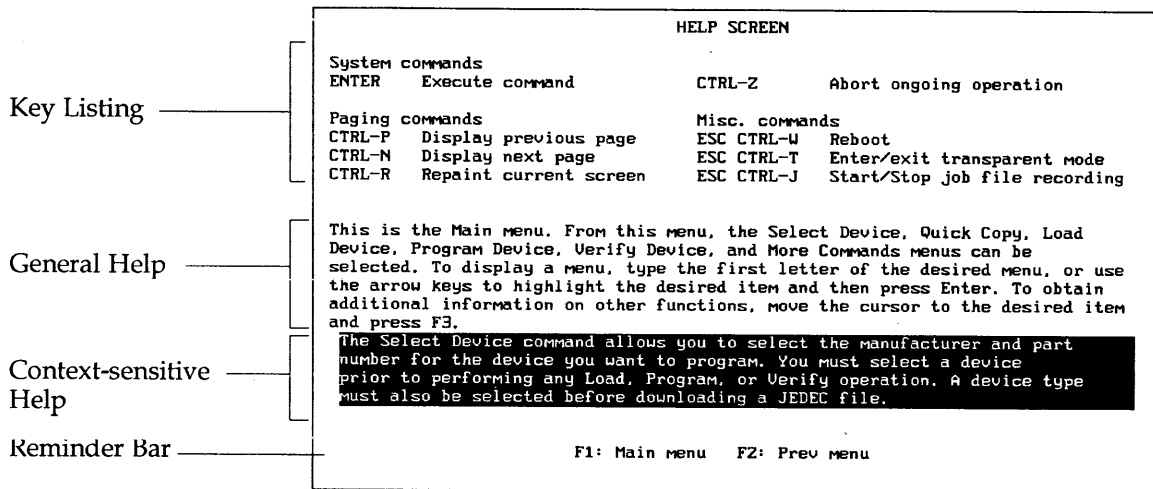 HELP SCREEN
System commands
ENTER Execute command CTRL-Z Abort ongoing operation
Key Listing
Paging commands Misc. commands
CTRL-P Display previous page ESC CTRL-W Reboot
CTRL-N Display next page ESC CTRL-T Enter/exit transparent mode
CTRL-R Repaint current screen ESC CTRL-J Start/Stop job file recording
General Help
This is the Main menu. From this menu, the Select Device, Quick Copy, Load
Device, Program Device, Verify Device, and More Commands menus can be
selected. To display a menu, type the first letter of the desired menu, or use
the arrow keys to highlight the desired item and then press Enter. To obtain
additional information on other functions, move the cursor to the desired item
and press F3.
Context-sensitive
Help
The Select Device command allows you to select the manufacturer and part
number for the device you want to program. You must select a device
prior to performing any Load, Program, or Verify operation. A device type
must also be selected before downloading a JEDEC file.
Reminder Bar
F1: Main menu F2: Prev menu